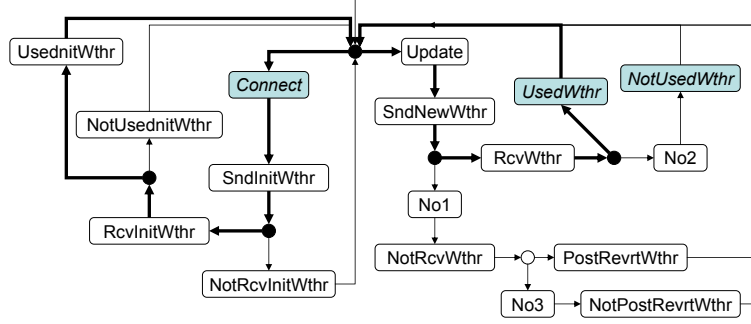 UsednitWthr
Update
Connect
UsedWthr
NotUsedWthr
SndNewWthr
NotUsednitWthr
RcvWthr
No2
SndInitWthr
No1
RcvInitWthr
NotRcvWthr
PostRevrtWthr
NotRcvInitWthr
No3
NotPostRevrtWthr